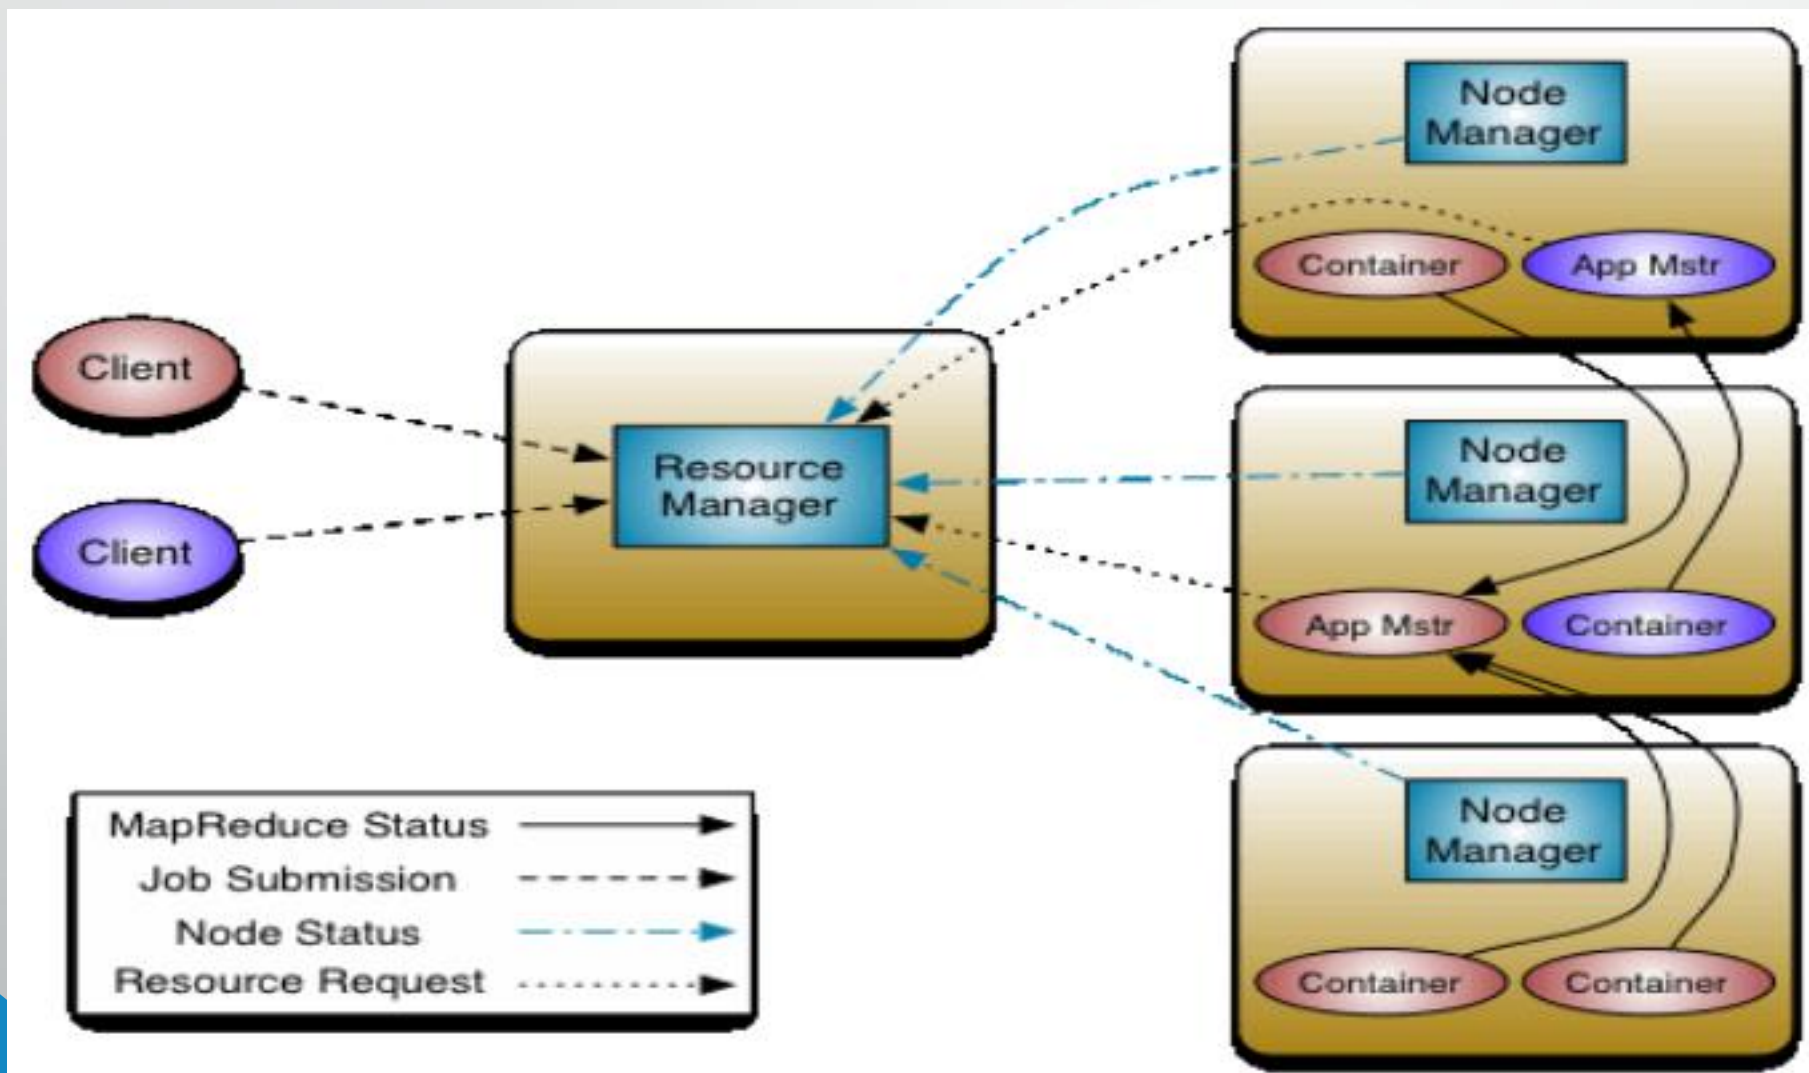 Client
Client
Resource
Manager
Node
Manager
Container
App Mstr
Node
Manager
App Mstr
Container
Node
Manager
Container
Container
MapReduce Status
Job Submission
Node Status
Resource Request